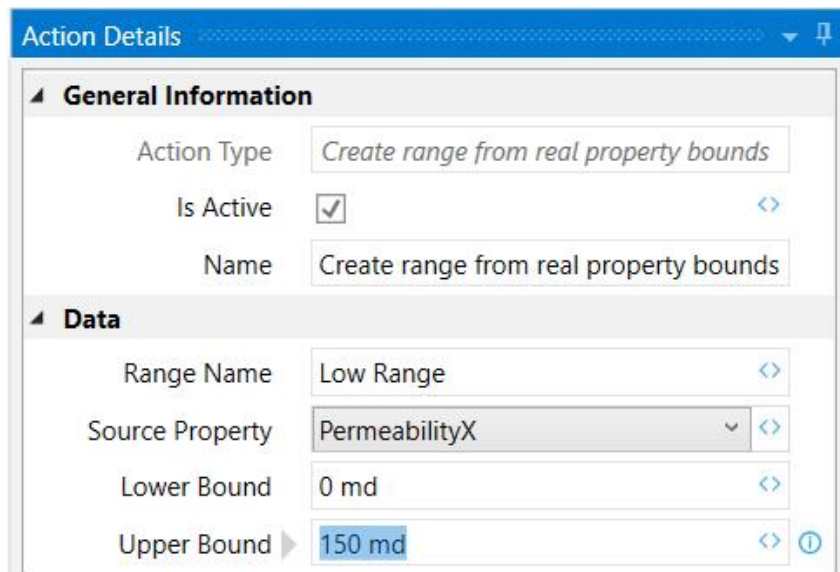 Action Details
General Information
Action Type Create range from real property bounds
Is Active
Name Create range from real property bounds
Data
Range Name Low Range
Source Property PermeabilityX
Lower Bound 0 md
Upper Bound 150 md